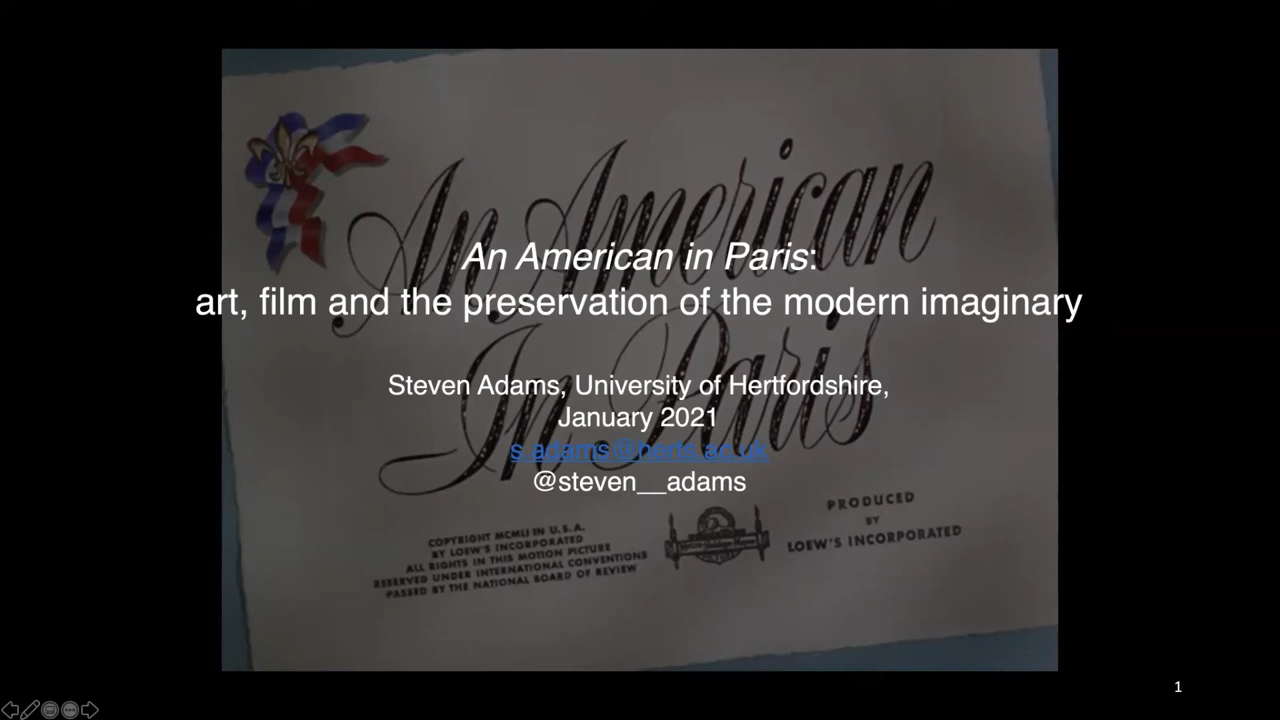 An American
In Paris
An American in Paris:
art, film and the preservation of the modern imaginary
Steven Adams, University of Hertfordshire,
January 2021
s.adams@herts.ac.uk
@steven__adams
COPYRIGHT MCMLI IN U.S.A.
BY LOEW'S INCORPORATED
ALL RIGHTS IN THIS MOTION PICTURE
RESERVED UNDER INTERNATIONAL CONVENTIONS
PASSED BY THE NATIONAL BOARD OF REVIEW
PRODUCED
BY
LOEW'S INCORPORATED
1